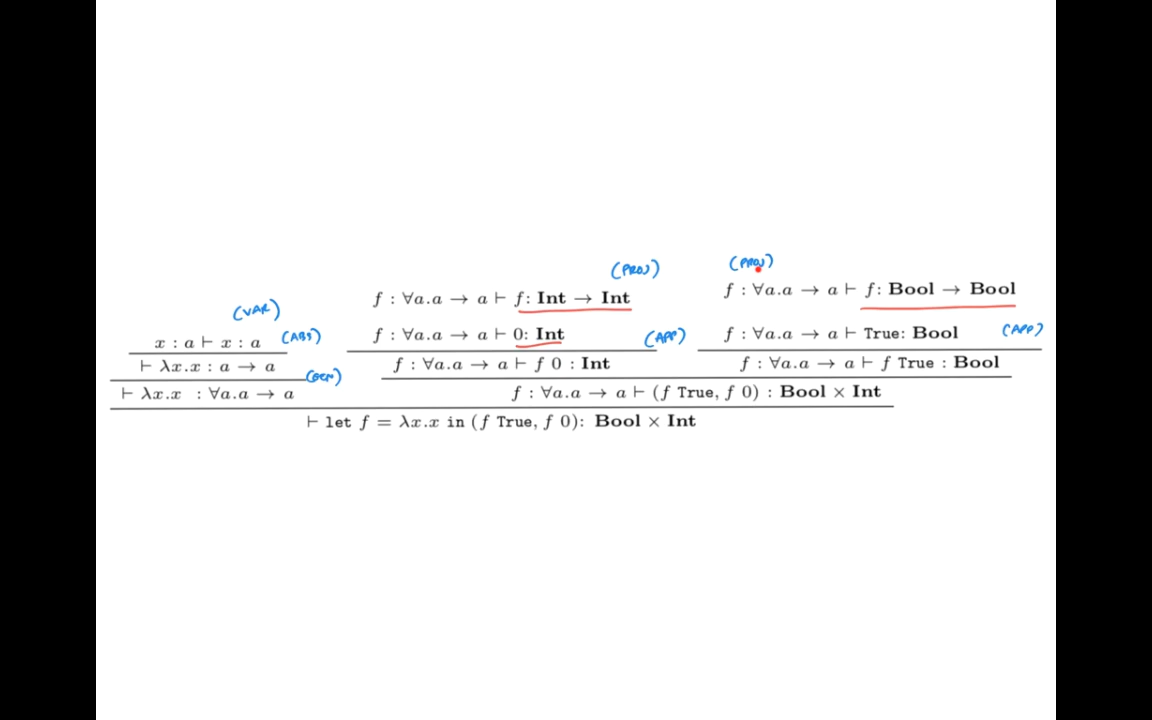 (PROJ)
(PROJ)
f : ∀a.a → a ⊢ f: Int → Int
f : ∀a.a → a ⊢ f: Bool → Bool
(VAR)
f : ∀a.a → a ⊢ 0: Int
(APP)
f : ∀a.a → a ⊢ True: Bool
(APP)
x : a ⊢ x : a
(ABS)
⊢ λx.x : a → a
f : ∀a.a → a ⊢ f 0 : Int
f : ∀a.a → a ⊢ f True : Bool
(GEN)
⊢ λx.x : ∀a.a → a
f : ∀a.a → a ⊢ (f True, f 0) : Bool × Int
⊢ let f = λx.x in (f True, f 0): Bool × Int